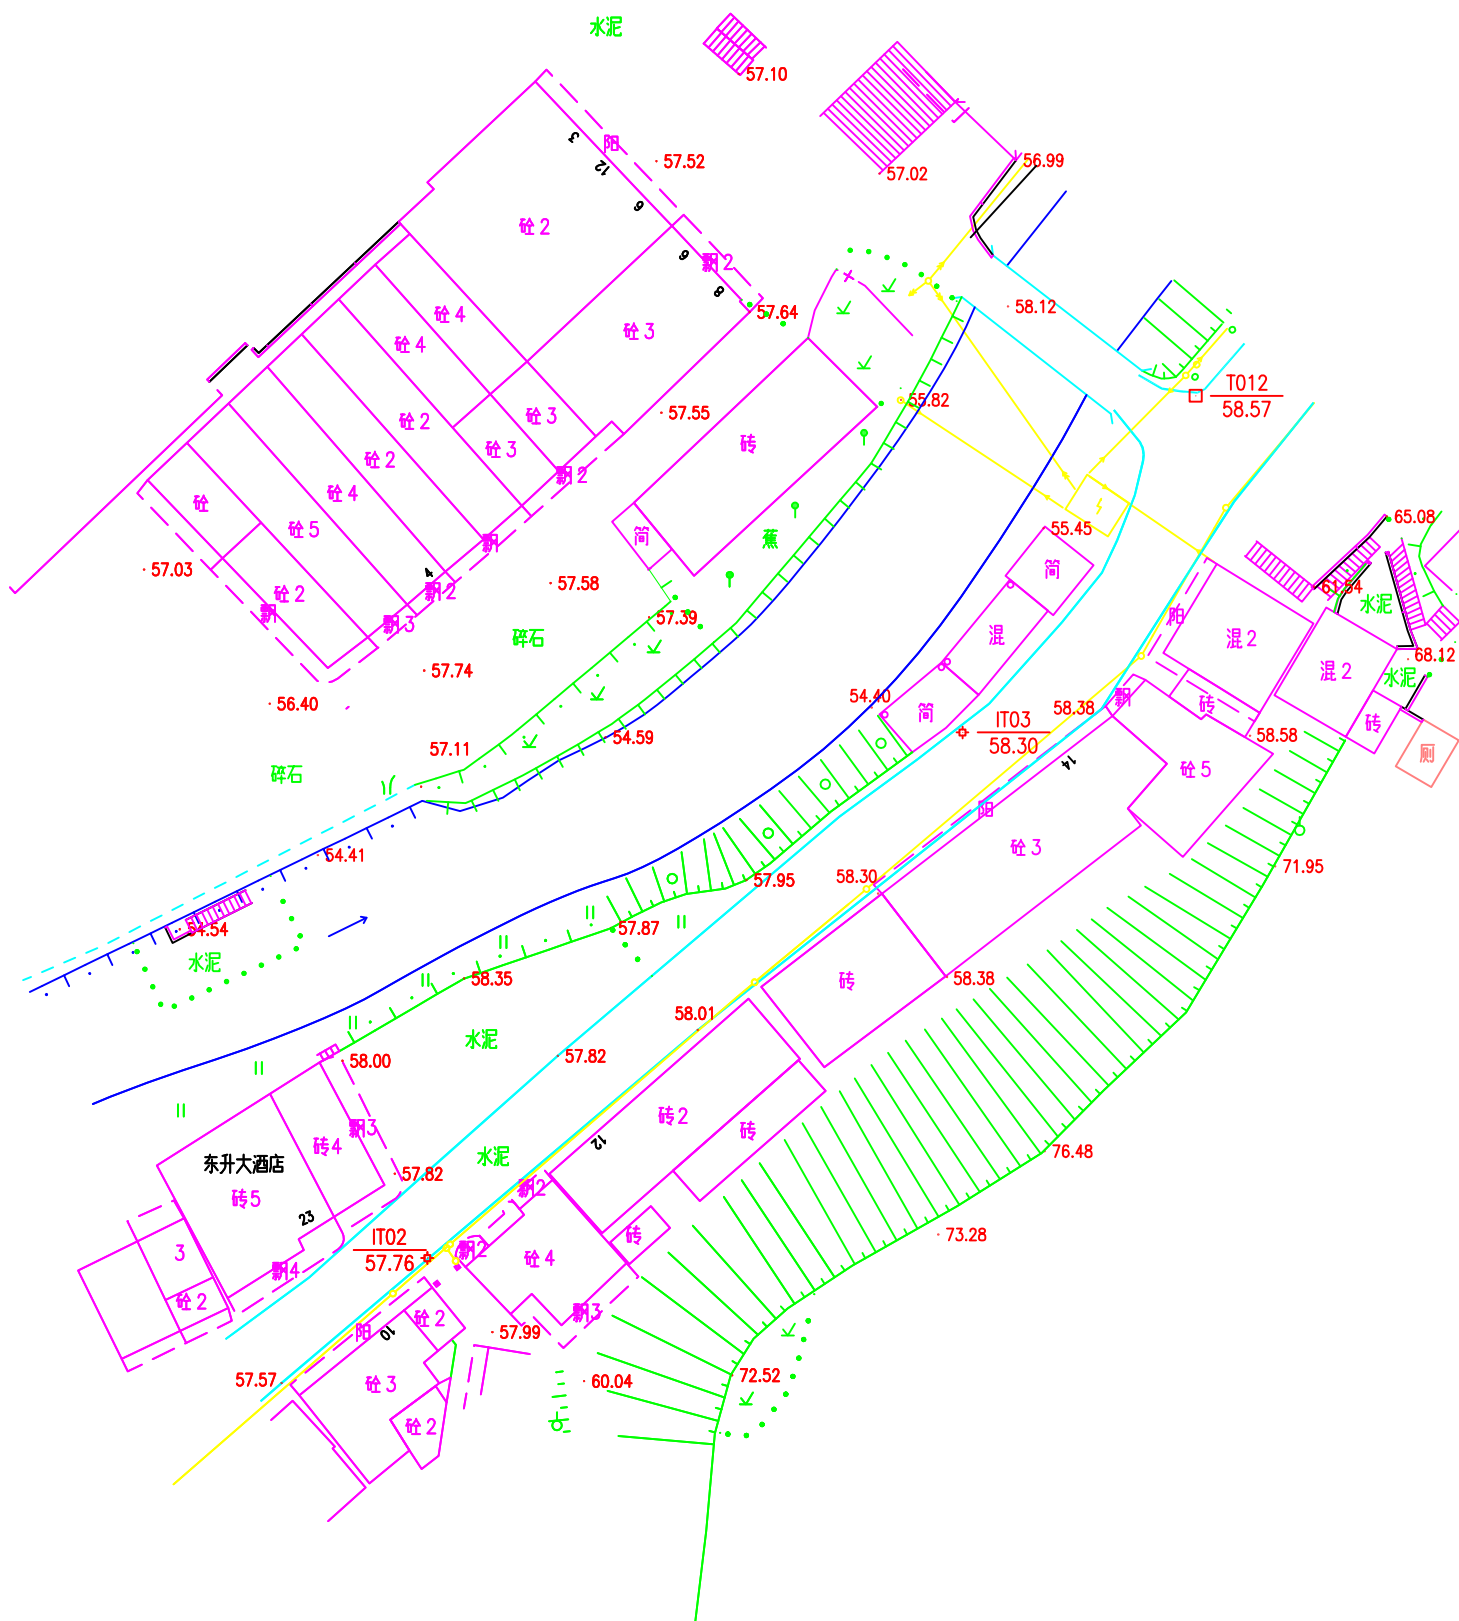 水泥
57.10
阳
3
12
57.52
57.02
56.99
6
砼2
6
飘2
8
57.64
58.12
砼4
砼3
砼4
T012
58.57
55.82
砼3
57.55
砼2
砖
砼3
砼2
飘2
砼4
砼
65.08
砼5
55.45
简
蕉
飘
简
57.03
4
57.58
61.54
砼2
飘2
水泥
飘
57.39
阳
飘3
碎石
混
混2
68.12
57.74
混2
水泥
56.40
54.40
飘
砖
58.38
简
IT03
58.30
砖
54.59
58.58
57.11
厕
碎石
14
砼5
阳
砼3
54.41
71.95
58.30
57.95
54.54
57.87
水泥
58.35
砖
58.38
58.01
水泥
57.82
58.00
砖2
飘3
砖
12
砖4
76.48
水泥
东升大酒店
57.82
砖5
飘2
23
IT02
57.76
砖
73.28
3
飘2
砼4
飘4
砼2
飘3
砼2
阳
10
57.99
57.57
砼3
60.04
72.52
砼2